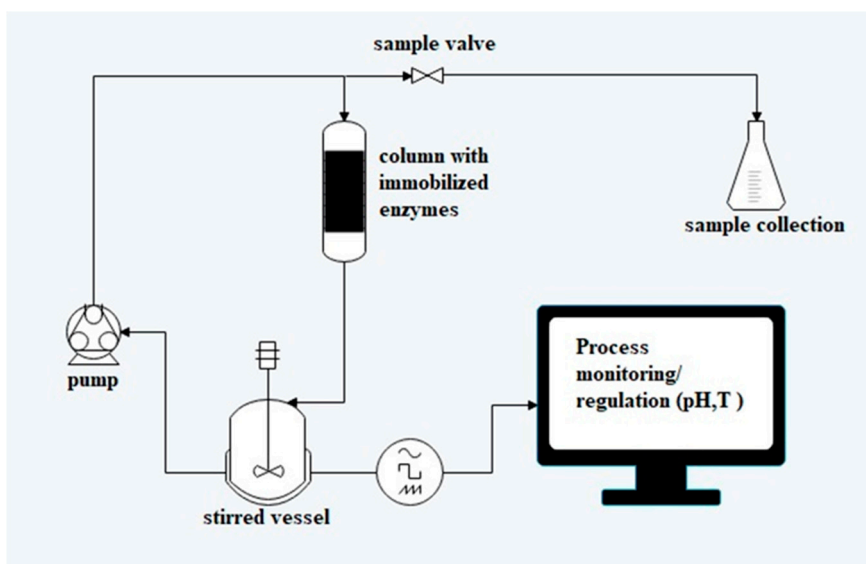 sample valve
column with
immobilized
enzymes
sample collection
pump
Process
monitoring/
regulation (pH,T )
stirred vessel